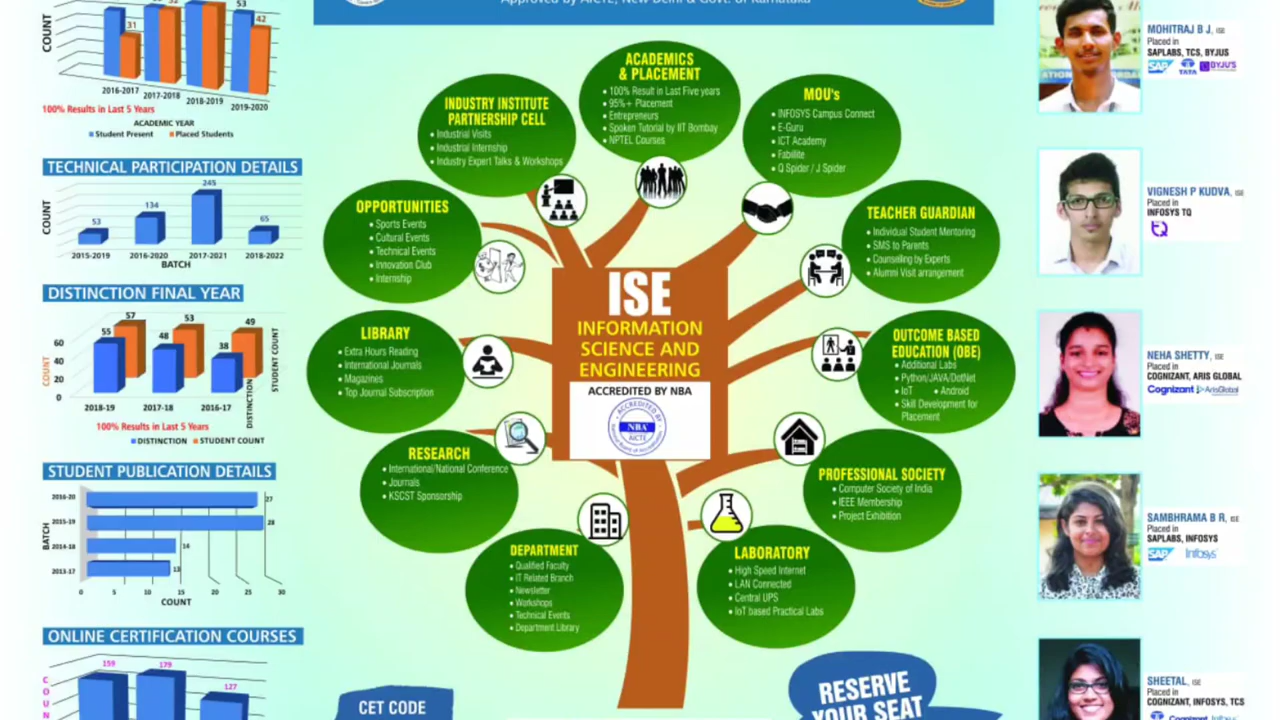 Approved by AICTE, New Delhi & Govt. of Karnataka
COUNT
31
53
42
2016-2017
2017-2018
2018-2019
2019-2020
100% Results in Last 5 Years
ACADEMIC YEAR
Student Present
Placed Students
TECHNICAL PARTICIPATION DETAILS
COUNT
53
134
245
65
2015-2019
2016-2020
2017-2021
2018-2022
BATCH
DISTINCTION FINAL YEAR
COUNT
60
40
20
0
55
57
48
53
38
49
2018-19
2017-18
2016-17
DISTINCTION
STUDENT COUNT
100% Results in Last 5 Years
DISTINCTION
STUDENT COUNT
STUDENT PUBLICATION DETAILS
BATCH
27
2015-19
28
2014-18
14
2013-17
13
0 5 10 15 20 25 30
COUNT
ONLINE CERTIFICATION COURSES
COUN
159
179
127
ACADEMICS
& PLACEMENT
• 100% Result in Last Five years
• 95%+ Placement
• Entrepreneurs
• Spoken Tutorial by IIT Bombay
• NPTEL Courses
INDUSTRY INSTITUTE
PARTNERSHIP CELL
• Industrial Visits
• Industrial Internship
• Industry Expert Talks & Workshops
MOU's
• INFOSYS Campus Connect
• E-Guru
• ICT Academy
• Fabillite
• Q Spider / J Spider
OPPORTUNITIES
• Sports Events
• Cultural Events
• Technical Events
• Innovation Club
• Internship
TEACHER GUARDIAN
• Individual Student Mentoring
• SMS to Parents
• Counselling by Experts
• Alumni Visit arrangement
ISE
INFORMATION
SCIENCE AND
ENGINEERING
ACCREDITED BY NBA
ACCREDITED BY
NBA
AICTE
LIBRARY
• Extra Hours Reading
• International Journals
• Magazines
• Top Journal Subscription
OUTCOME BASED
EDUCATION (OBE)
• Additional Labs
• Python/JAVA/DotNet
• IoT • Android
• Skill Development for
Placement
RESEARCH
• International/National Conference
• Journals
• KSCST Sponsorship
PROFESSIONAL SOCIETY
• Computer Society of India
• IEEE Membership
• Project Exhibition
DEPARTMENT
• Qualified Faculty
• IT Related Branch
• Newsletter
• Workshops
• Technical Events
• Department Library
LABORATORY
• High Speed Internet
• LAN Connected
• Central UPS
• IoT based Practical Labs
CET CODE
RESERVE
YOUR SEAT
MOHITRAJ B J, ISE
Placed in
SAPLABS, TCS, BYJUS
SAP TATA BYJU'S
VIGNESH P KUDVA, ISE
Placed in
INFOSYS TQ
NEHA SHETTY, ISE
Placed in
COGNIZANT, ARIS GLOBAL
Cognizant ArisGlobal
SAMBHRAMA B R, ISE
Placed in
SAPLABS, INFOSYS
SAP Infosys
SHEETAL, ISE
Placed in
COGNIZANT, INFOSYS, TCS
Cognizant Infosys